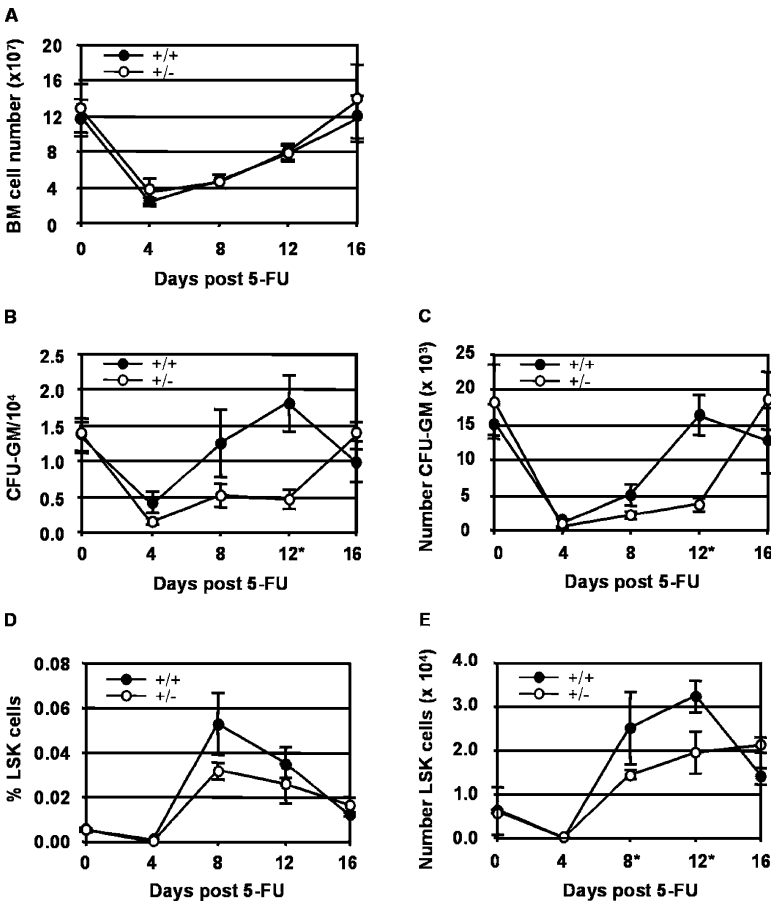 A
BM cell number (x10⁷)
20
16
12
8
4
0
+/+
+/-
0 4 8 12 16
Days post 5-FU
B
CFU-GM/10⁴
2.5
2.0
1.5
1.0
0.5
0.0
+/+
+/-
0 4 8 12* 16
Days post 5-FU
C
Number CFU-GM (x 10³)
25
20
15
10
5
0
+/+
+/-
0 4 8 12* 16
Days post 5-FU
D
% LSK cells
0.08
0.06
0.04
0.02
0.00
+/+
+/-
0 4 8 12 16
Days post 5-FU
E
Number LSK cells (x 10⁴)
4.0
3.0
2.0
1.0
0.0
+/+
+/-
0 4 8* 12* 16
Days post 5-FU